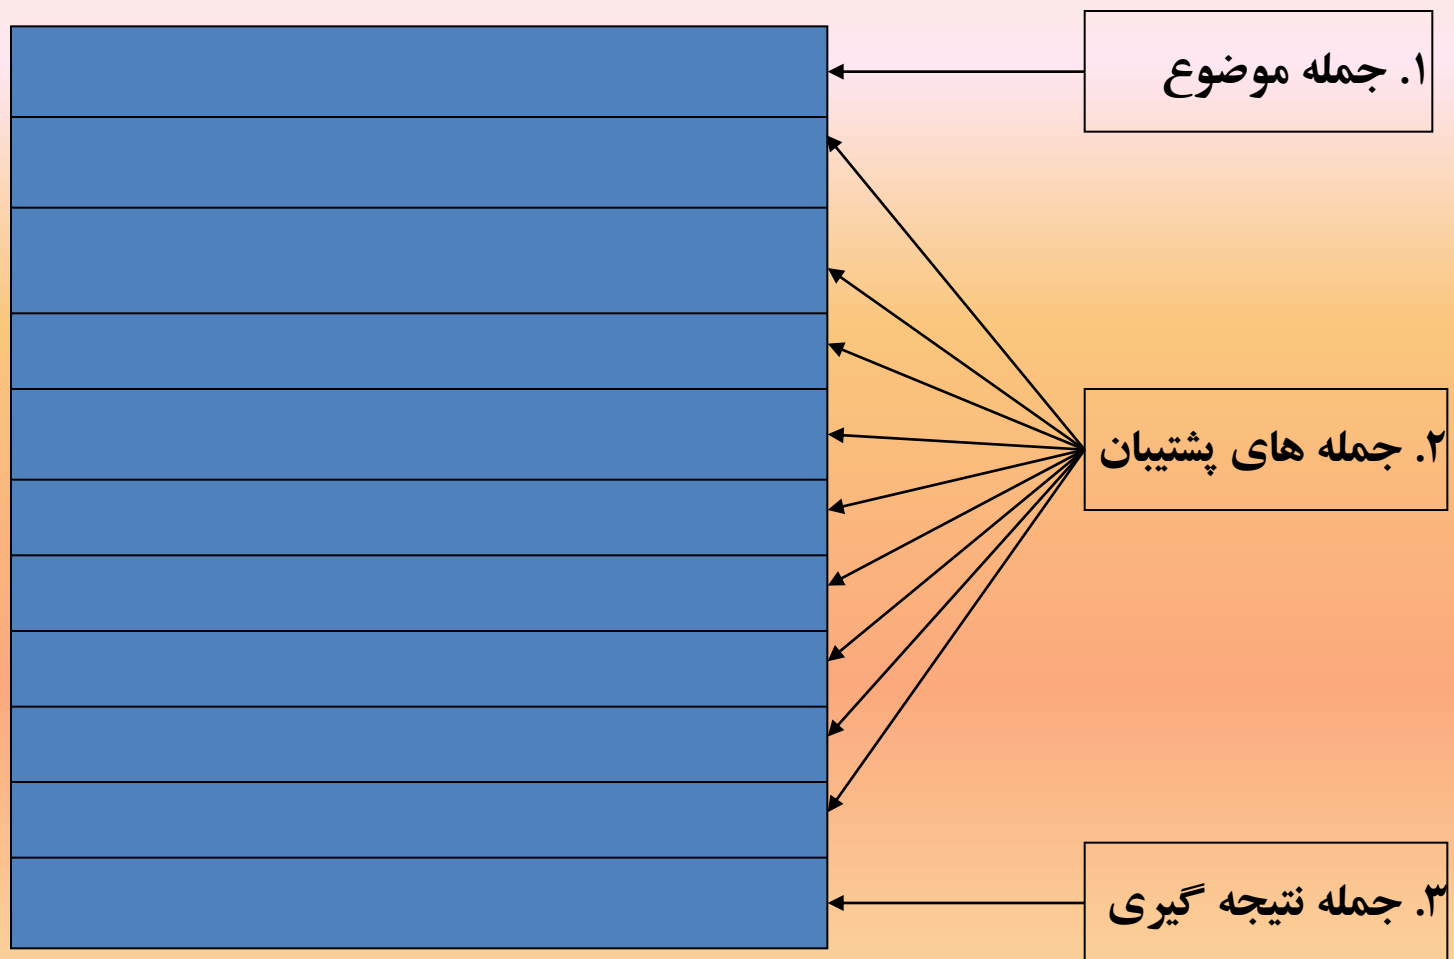 ۱. جمله موضوع
۲. جمله های پشتیبان
۳. جمله نتیجه گیری